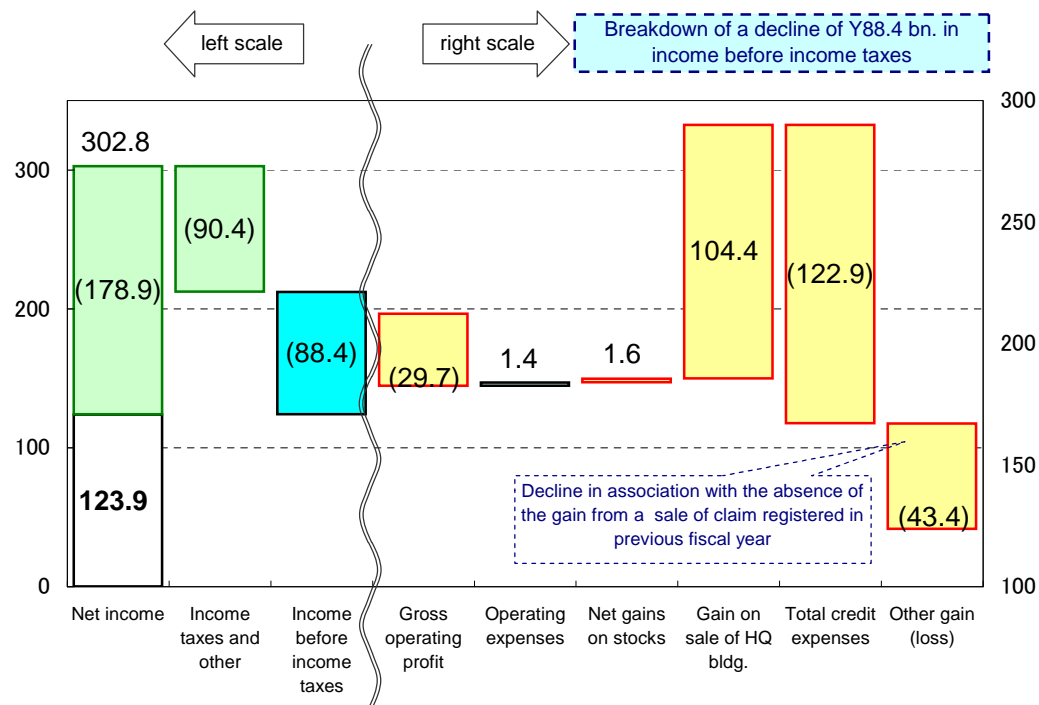 left scale
right scale
Breakdown of a decline of Y88.4 bn. in
income before income taxes
300
302.8
300
(90.4)
250
104.4
(122.9)
(178.9)
200
200
(88.4)
1.4
1.6
(29.7)
100
150
123.9
Decline in association with the absence of
the gain from a sale of claim registered in
previous fiscal year
(43.4)
0
100
Net income
Income
taxes and
other
Income
before
income
taxes
Gross
operating
profit
Operating
expenses
Net gains
on stocks
Gain on
sale of HQ
bldg.
Total credit
expenses
Other gain
(loss)